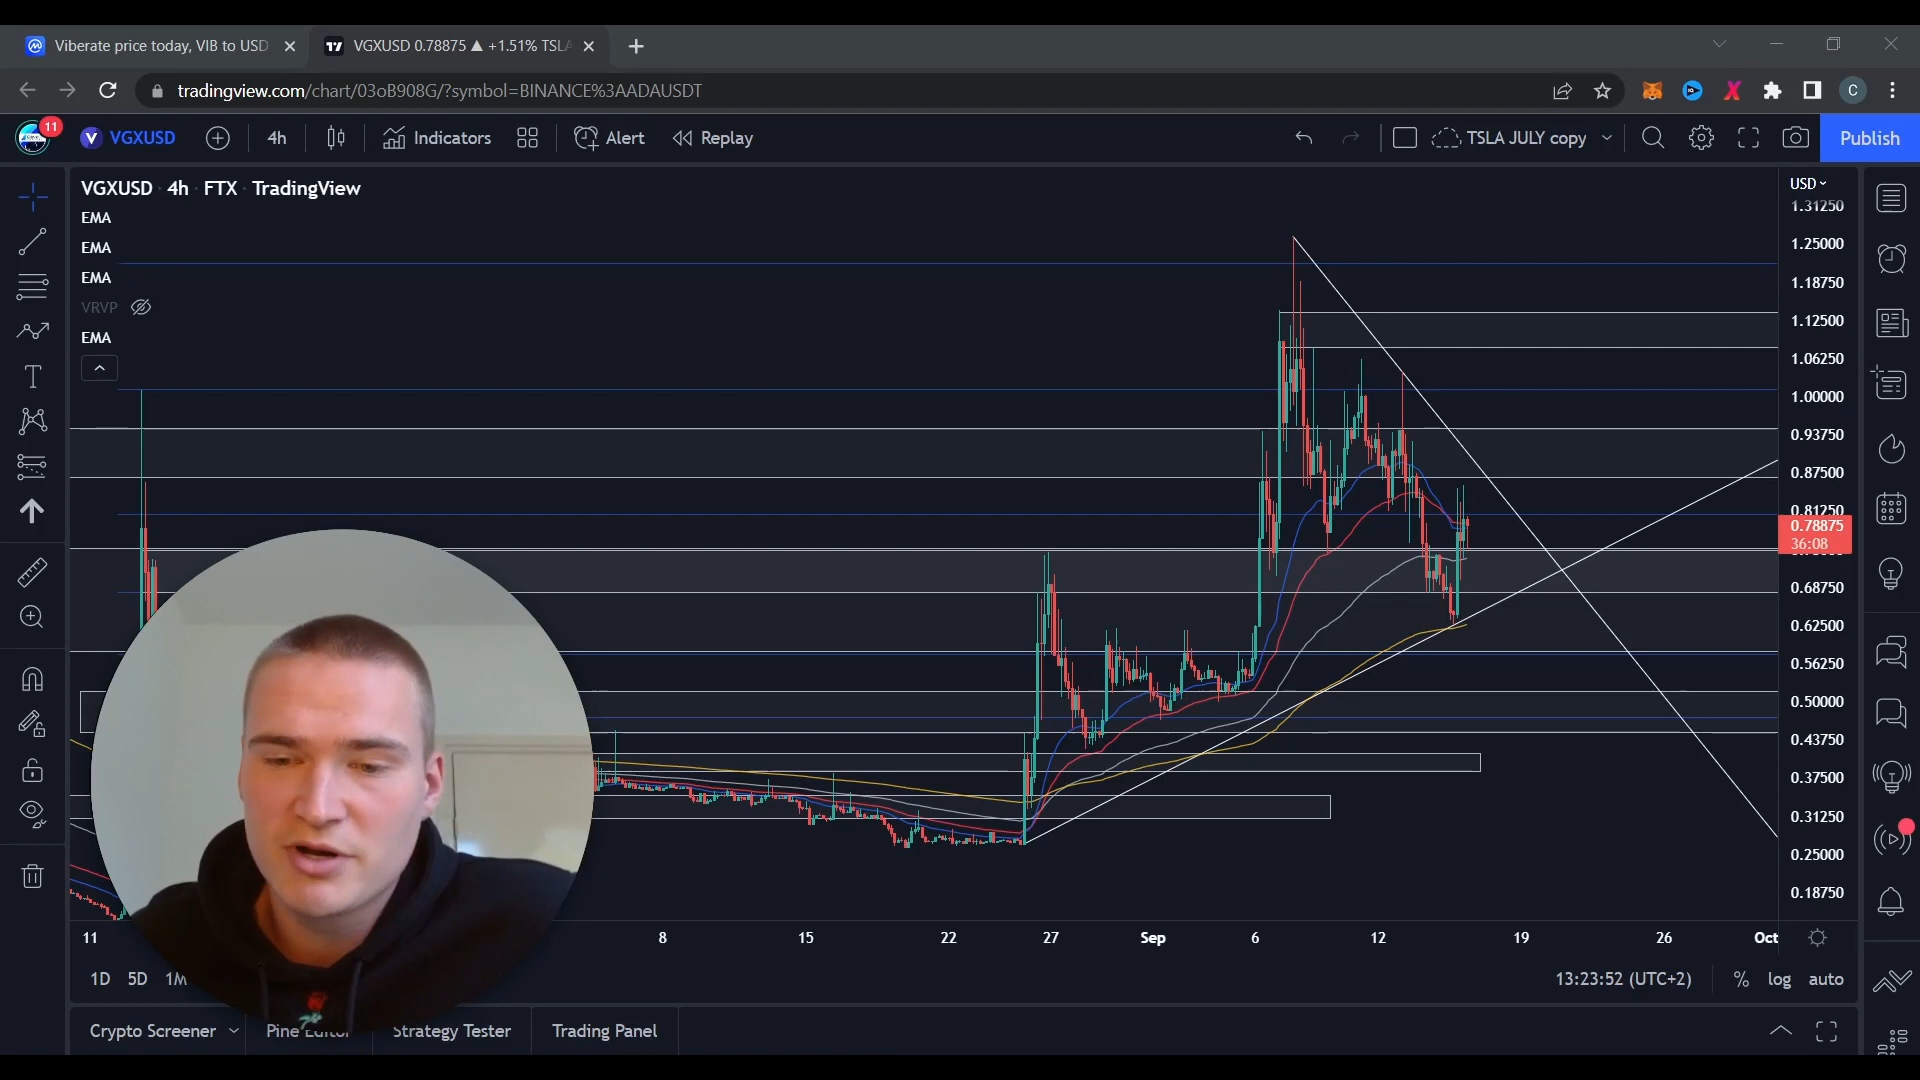 Viberate price today, VIB to USD
VGXUSD 0.78875 ▲ +1.51% TSLA
tradingview.com/chart/03oB908G/?symbol=BINANCE%3AADAUSDT
C
11
VGXUSD
4h
Indicators
Alert
Replay
TSLA JULY copy
Publish
VGXUSD · 4h · FTX · TradingView
EMA
EMA
EMA
VRVP
EMA
USD
1.31250
1.25000
1.18750
1.12500
1.06250
1.00000
0.93750
0.87500
0.81250
0.78875
36:08
0.68750
0.62500
0.56250
0.50000
0.43750
0.37500
0.31250
0.25000
0.18750
11 8 15 22 27 Sep 6 12 19 26 Oct
1D 5D 1M
13:23:52 (UTC+2) % log auto
Crypto Screener Pine Editor Strategy Tester Trading Panel